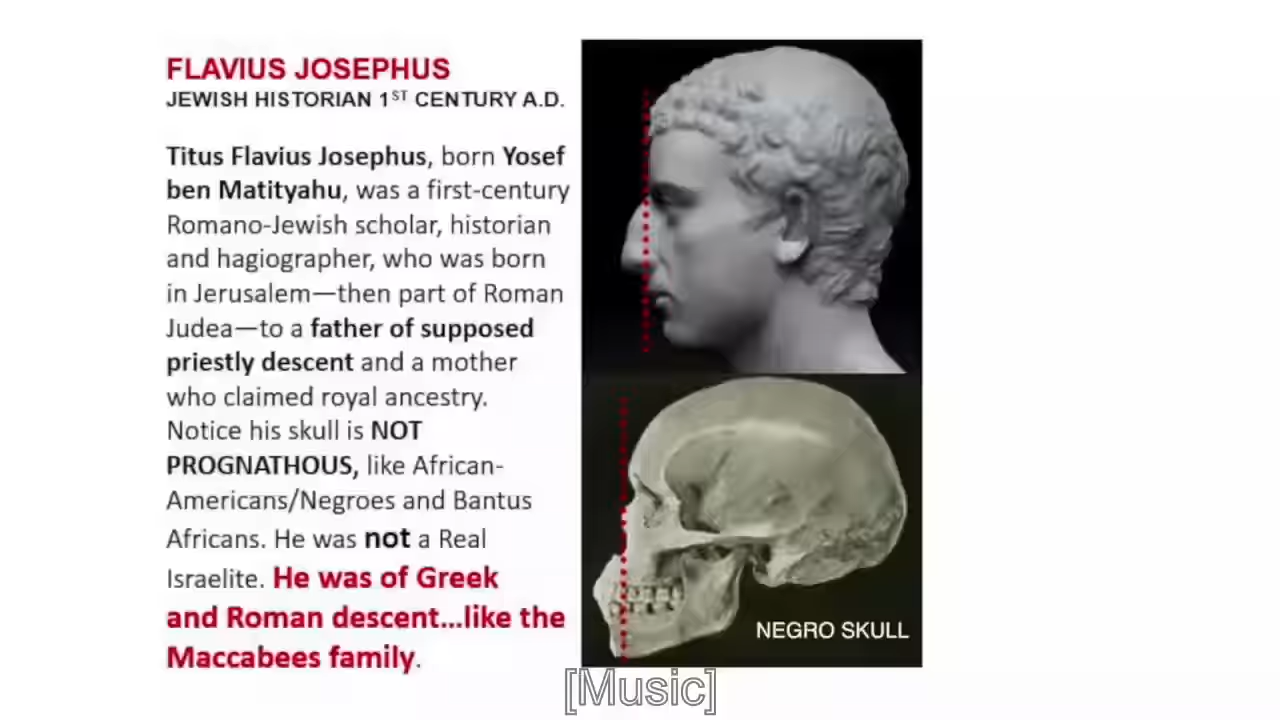 FLAVIUS JOSEPHUS
JEWISH HISTORIAN 1ST CENTURY A.D.
Titus Flavius Josephus, born Yosef
ben Matityahu, was a first-century
Romano-Jewish scholar, historian
and hagiographer, who was born
in Jerusalem—then part of Roman
Judea—to a father of supposed
priestly descent and a mother
who claimed royal ancestry.
Notice his skull is NOT
PROGNATHOUS, like African-
Americans/Negroes and Bantus
Africans. He was not a Real
Israelite. He was of Greek
and Roman descent...like the
Maccabees family.
NEGRO SKULL
[Music]